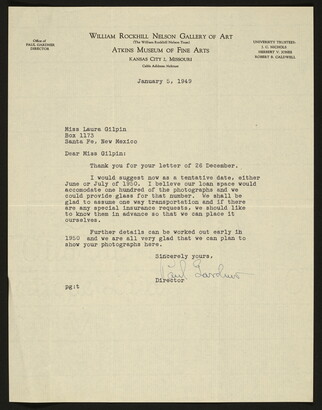 Office of
PAUL GARDNER
DIRECTOR
WILLIAM ROCKHILL NELSON GALLERY OF ART
(The William Rockhill Nelson Trust)
ATKINS MUSEUM OF FINE ARTS
KANSAS CITY 2, MISSOURI
Cable Address: Nelmus
UNIVERSITY TRUSTEES:
J. C. NICHOLS
HERBERT V. JONES
ROBERT B. CALDWELL
January 5, 1949
Miss Laura Gilpin
Box 1173
Santa Fe, New Mexico
Dear Miss Gilpin:
Thank you for your letter of 26 December.
I would suggest now as a tentative date, either
June or July of 1950. I believe our loan space would
accomodate one hundred of the photographs and we
could provide glass for that number. We shall be
glad to assume one way transportation and if there
are any special insurance requests, we should like
to know them in advance so that we can place it
ourselves.
Further details can be worked out early in
1950 and we are all very glad that we can plan to
show your photographs here.
Sincerely yours,
Paul Gardner
Director
pg:t